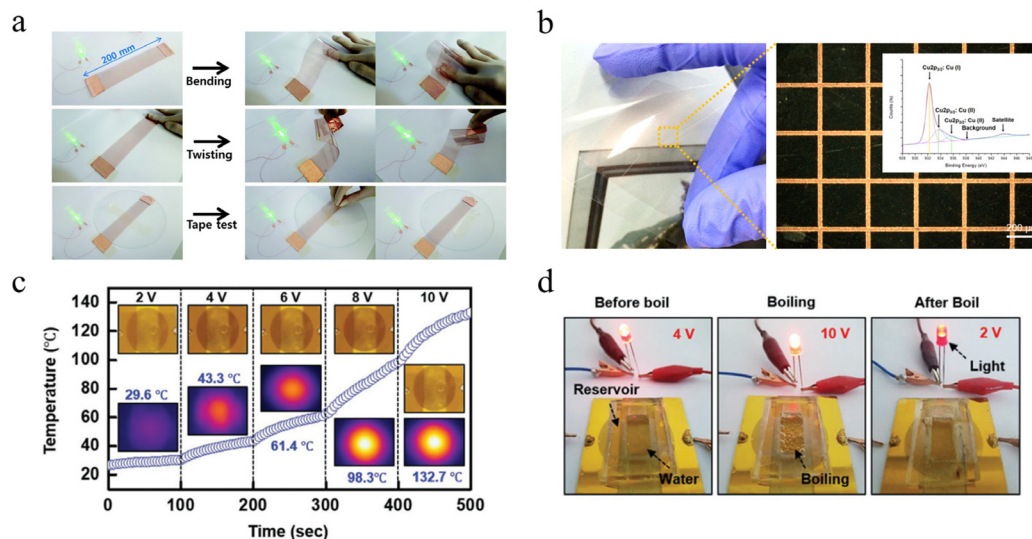 a
200 mm
Bending
Twisting
Tape test
b
Cu2p3/2: Cu (I)
Cu2p3/2: Cu (II)
Cu2p3/2: Cu (II)
Background
Satellite
Counts (%)
Binding Energy (eV)
200 μ
c
2 V 4 V 6 V 8 V 10 V
Temperature (℃)
140
120
100
80
60
40
20
29.6 ℃
43.3 ℃
61.4 ℃
98.3℃
132.7 ℃
0 100 200 300 400 500
Time (sec)
d
Before boil
Boiling
After Boil
4 V
10 V
2 V
Light
Reservoir
Water
Boiling